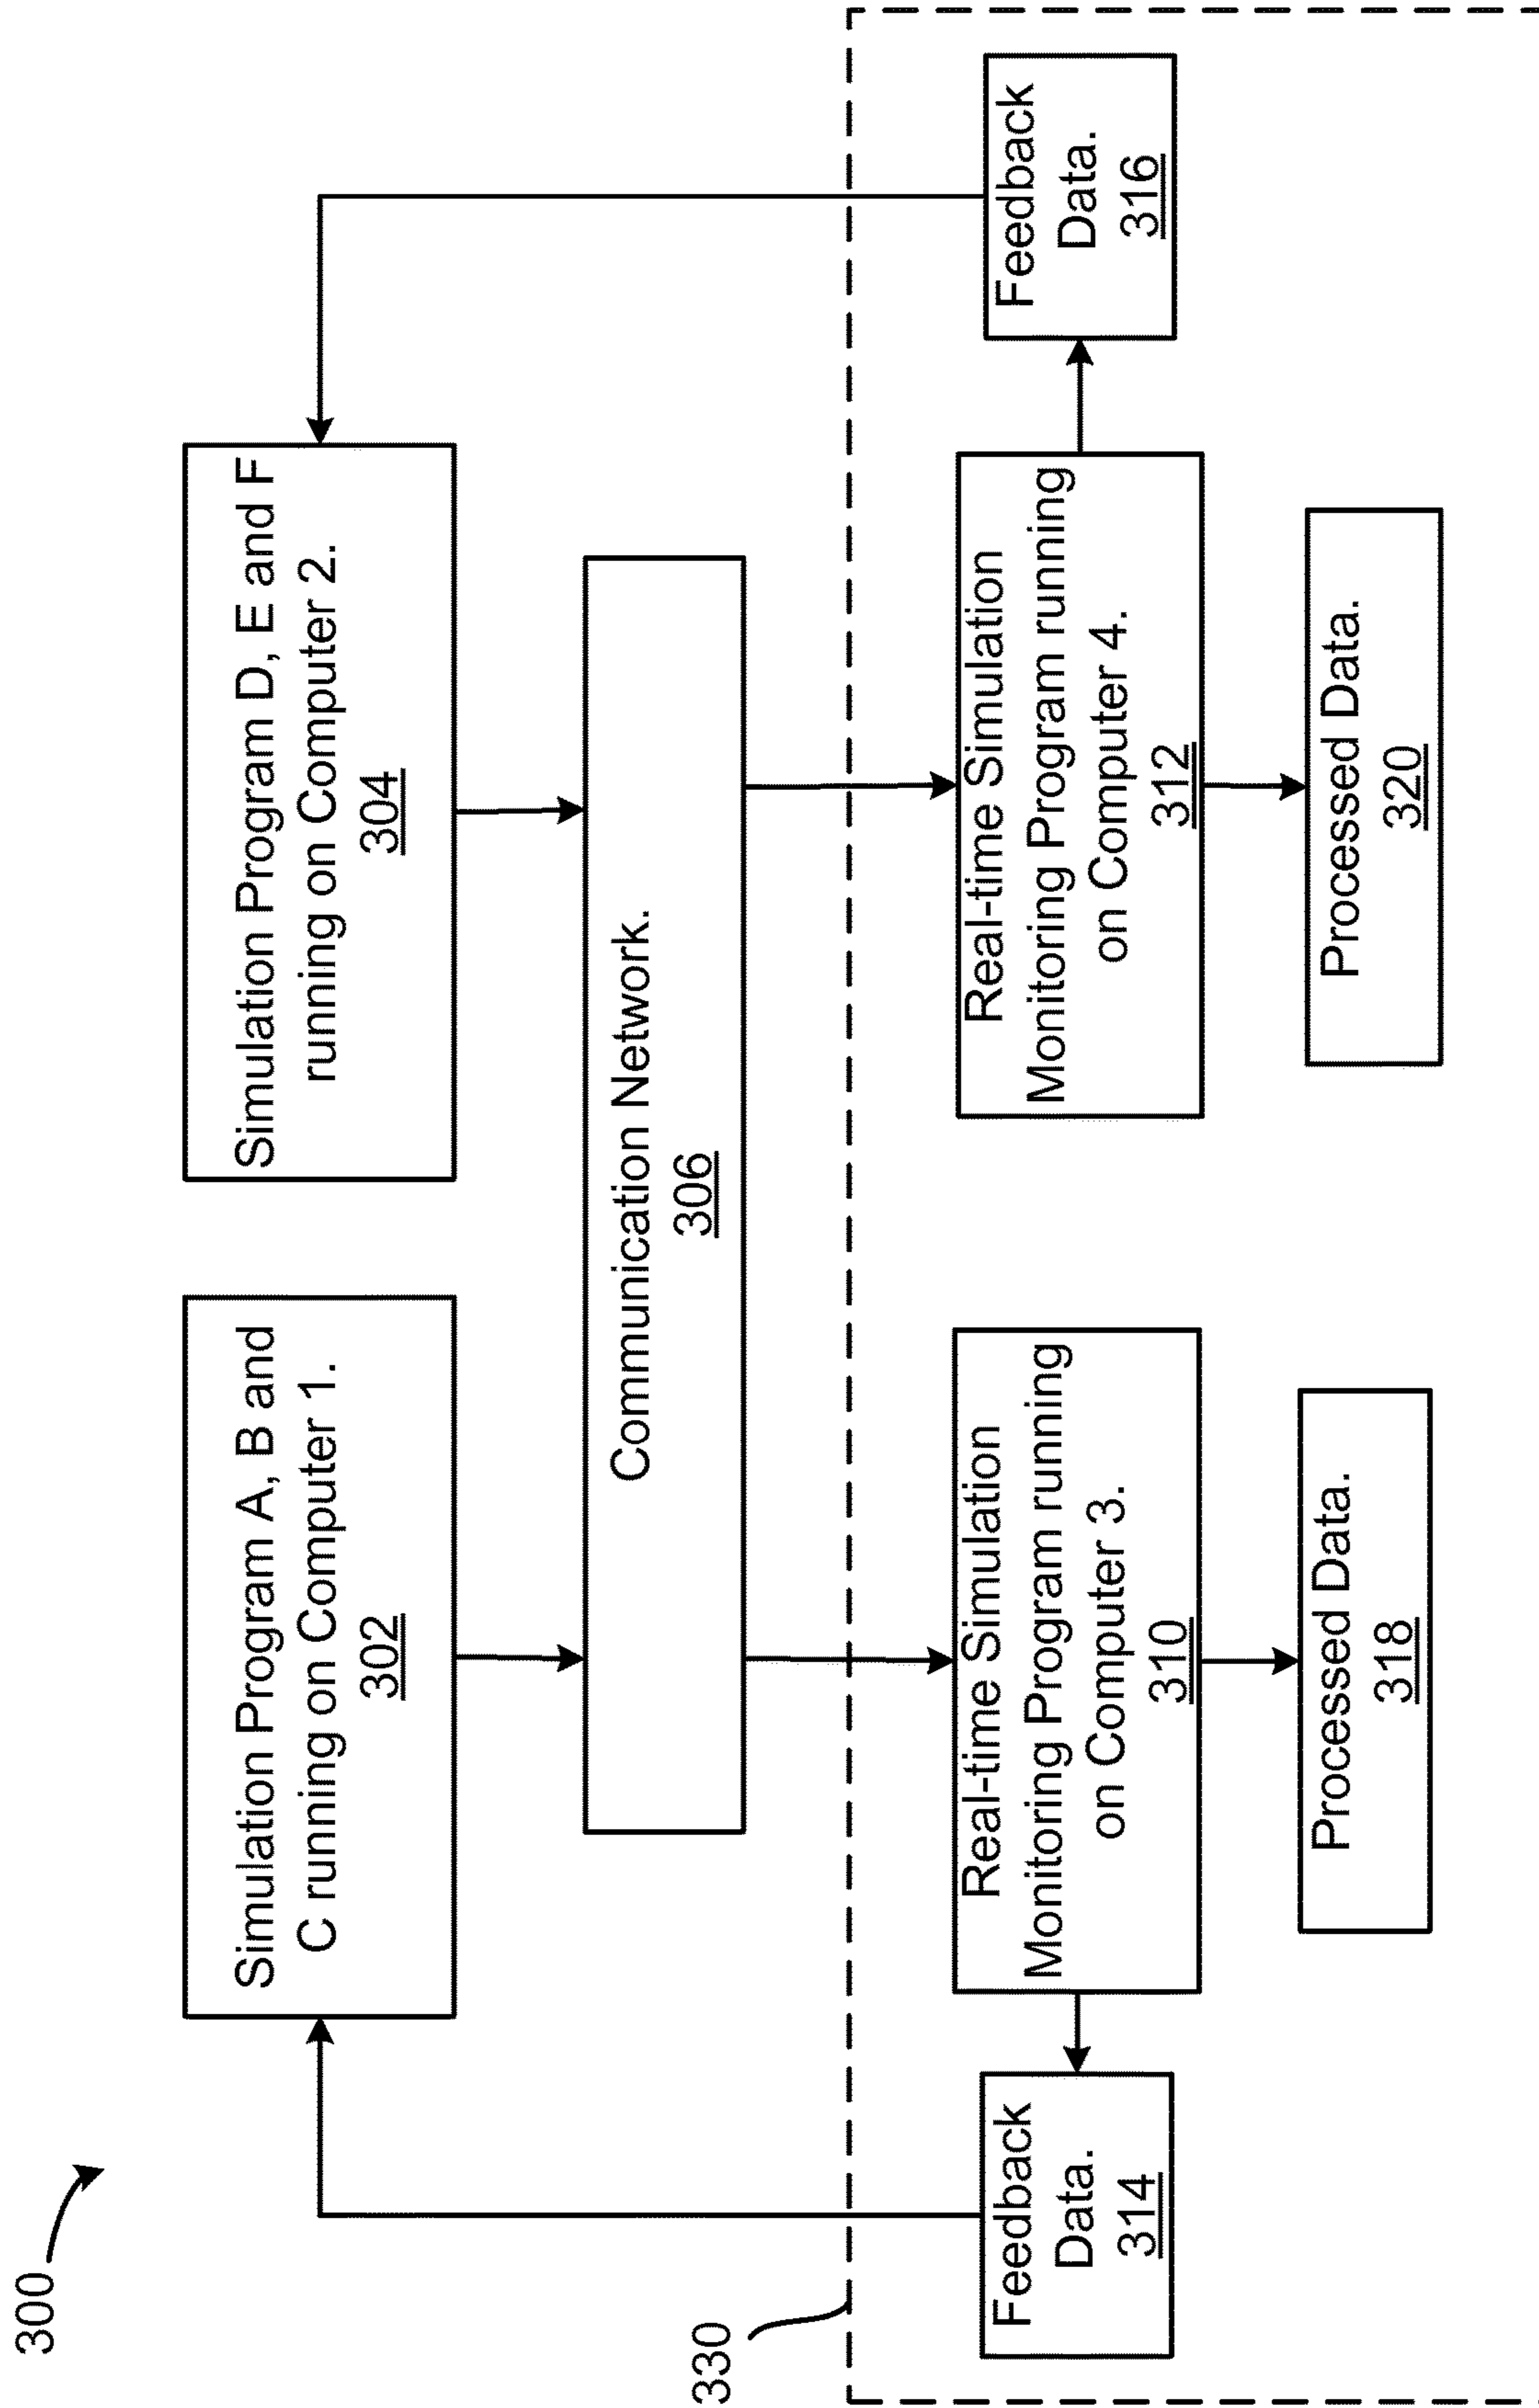 300
Simulation Program A, B and
C running on Computer 1.
302
Simulation Program D, E and F
running on Computer 2.
304
Communication Network.
306
330
Feedback
Data.
314
Real-time Simulation
Monitoring Program running
on Computer 3.
310
Real-time Simulation
Monitoring Program running
on Computer 4.
312
Feedback
Data.
316
Processed Data.
318
Processed Data.
320